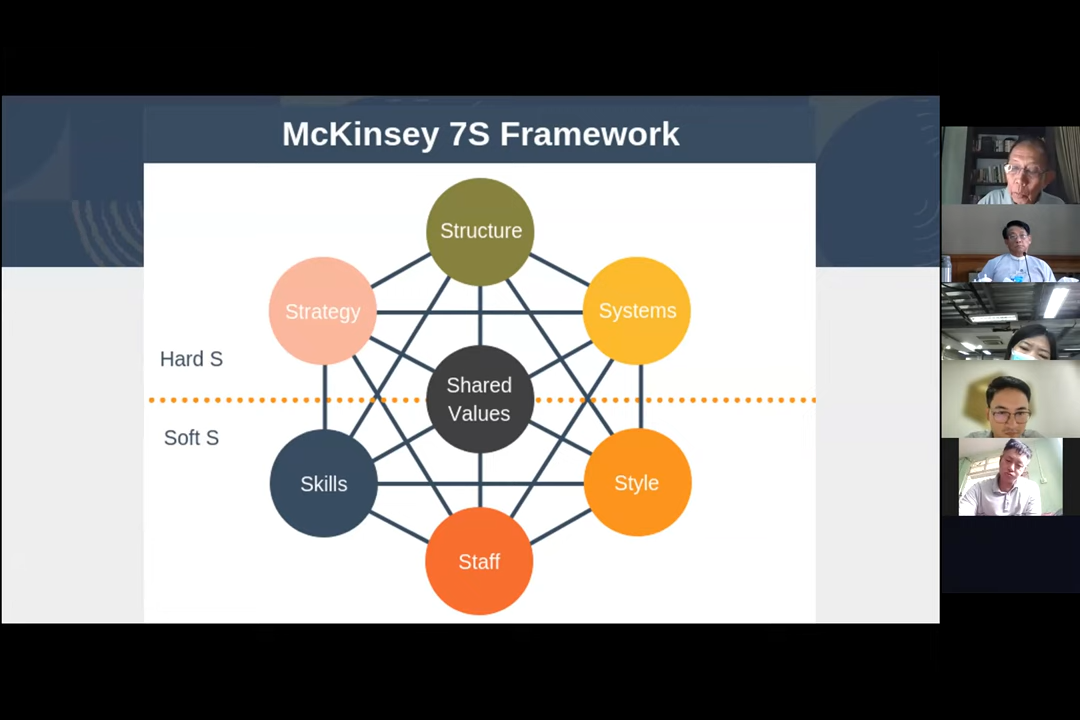 McKinsey 7S Framework
Structure
Strategy
Systems
Hard S
Shared
Values
Soft S
Skills
Style
Staff